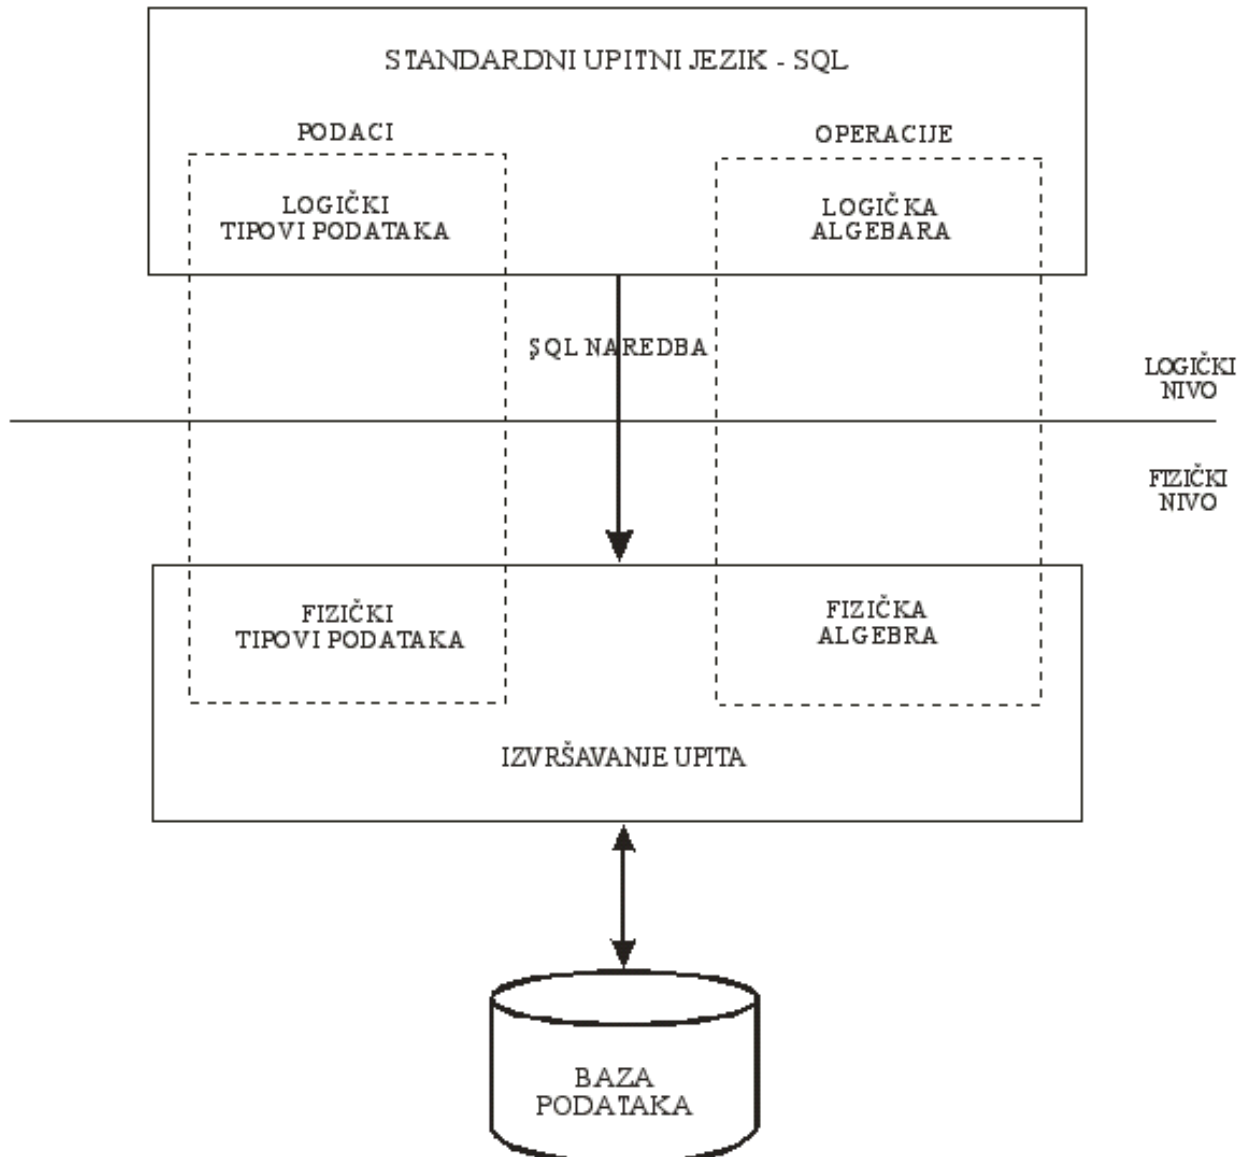 STANDARDNI UPITNI JEZIK - SQL
PODACI
OPERACIJE
LOGIČKI
TIPOVI PODATAKA
LOGIČKA
ALGEBARA
SQL NAREDBA
LOGIČKI
NIVO
FIZIČKI
NIVO
FIZIČKI
TIPOVI PODATAKA
FIZIČKA
ALGEBRA
IZVRŠAVANJE UPITA
BAZA
PODATAKA